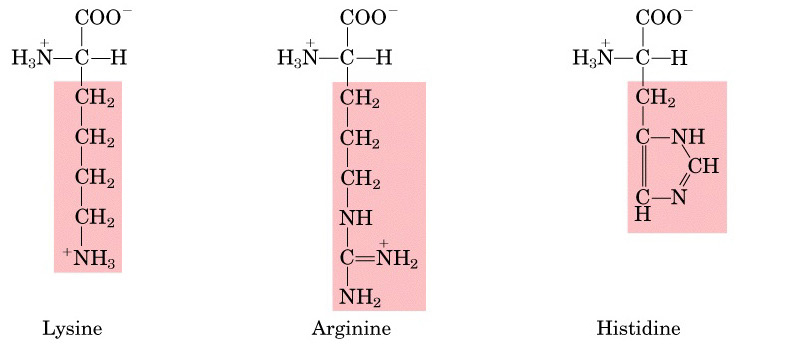 COO⁻ COO⁻ COO⁻
H₃N⁺—C—H H₃N⁺—C—H H₃N⁺—C—H
CH₂ CH₂ CH₂
CH₂ CH₂ C—NH
CH
CH₂ CH₂
CH₂ NH C—N
H
⁺NH₃ C=N⁺H₂
NH₂
Lysine Arginine Histidine